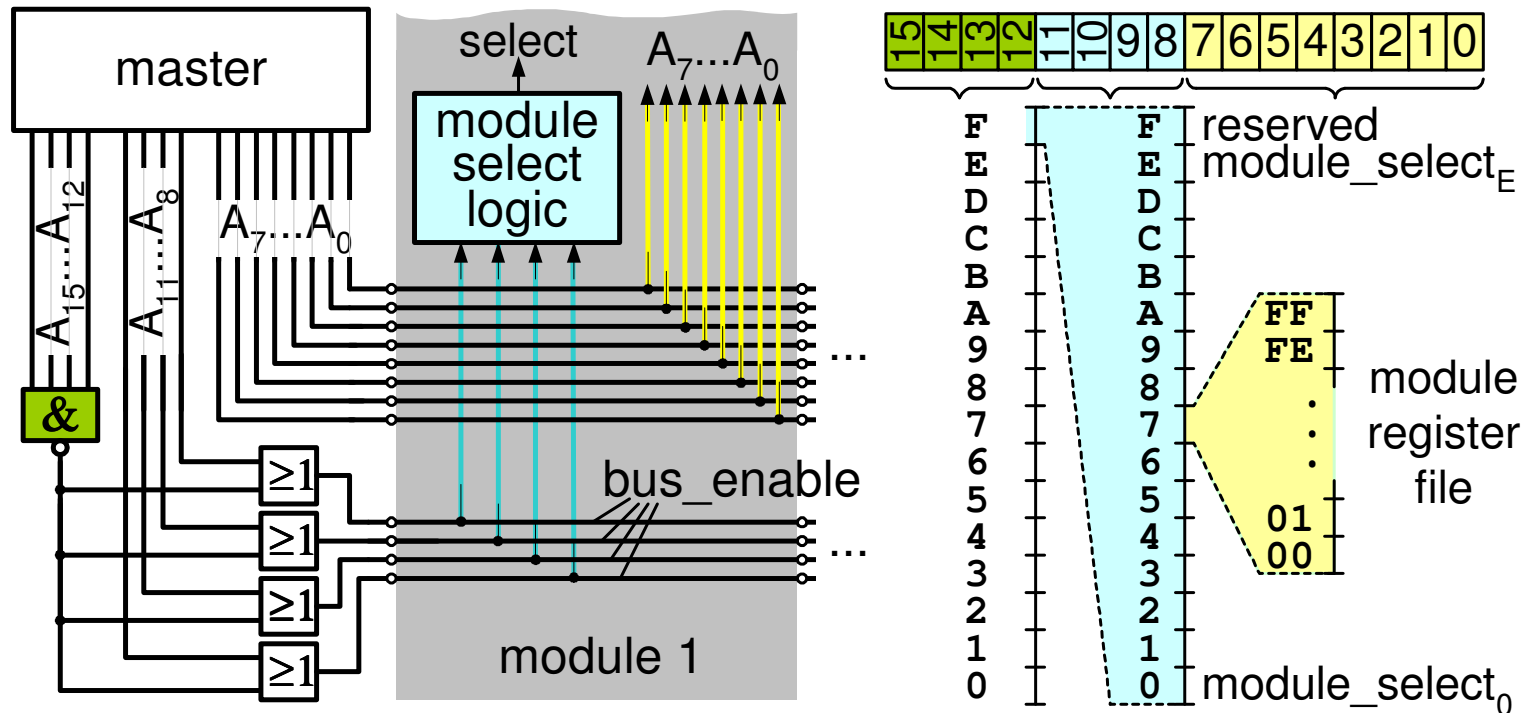 master
A15...A12
A11...A8
A7...A0
&
≥1
≥1
≥1
≥1
select
A7...A0
module
select
logic
bus_enable
...
...
module 1
15 14 13 12 11 10 9 8 7 6 5 4 3 2 1 0
F
E
D
C
B
A
9
8
7
6
5
4
3
2
1
0
F
E
D
C
B
A
9
8
7
6
5
4
3
2
1
0
reserved
module_selectE
FF
FE
.
.
.
01
00
module
register
file
module_select0